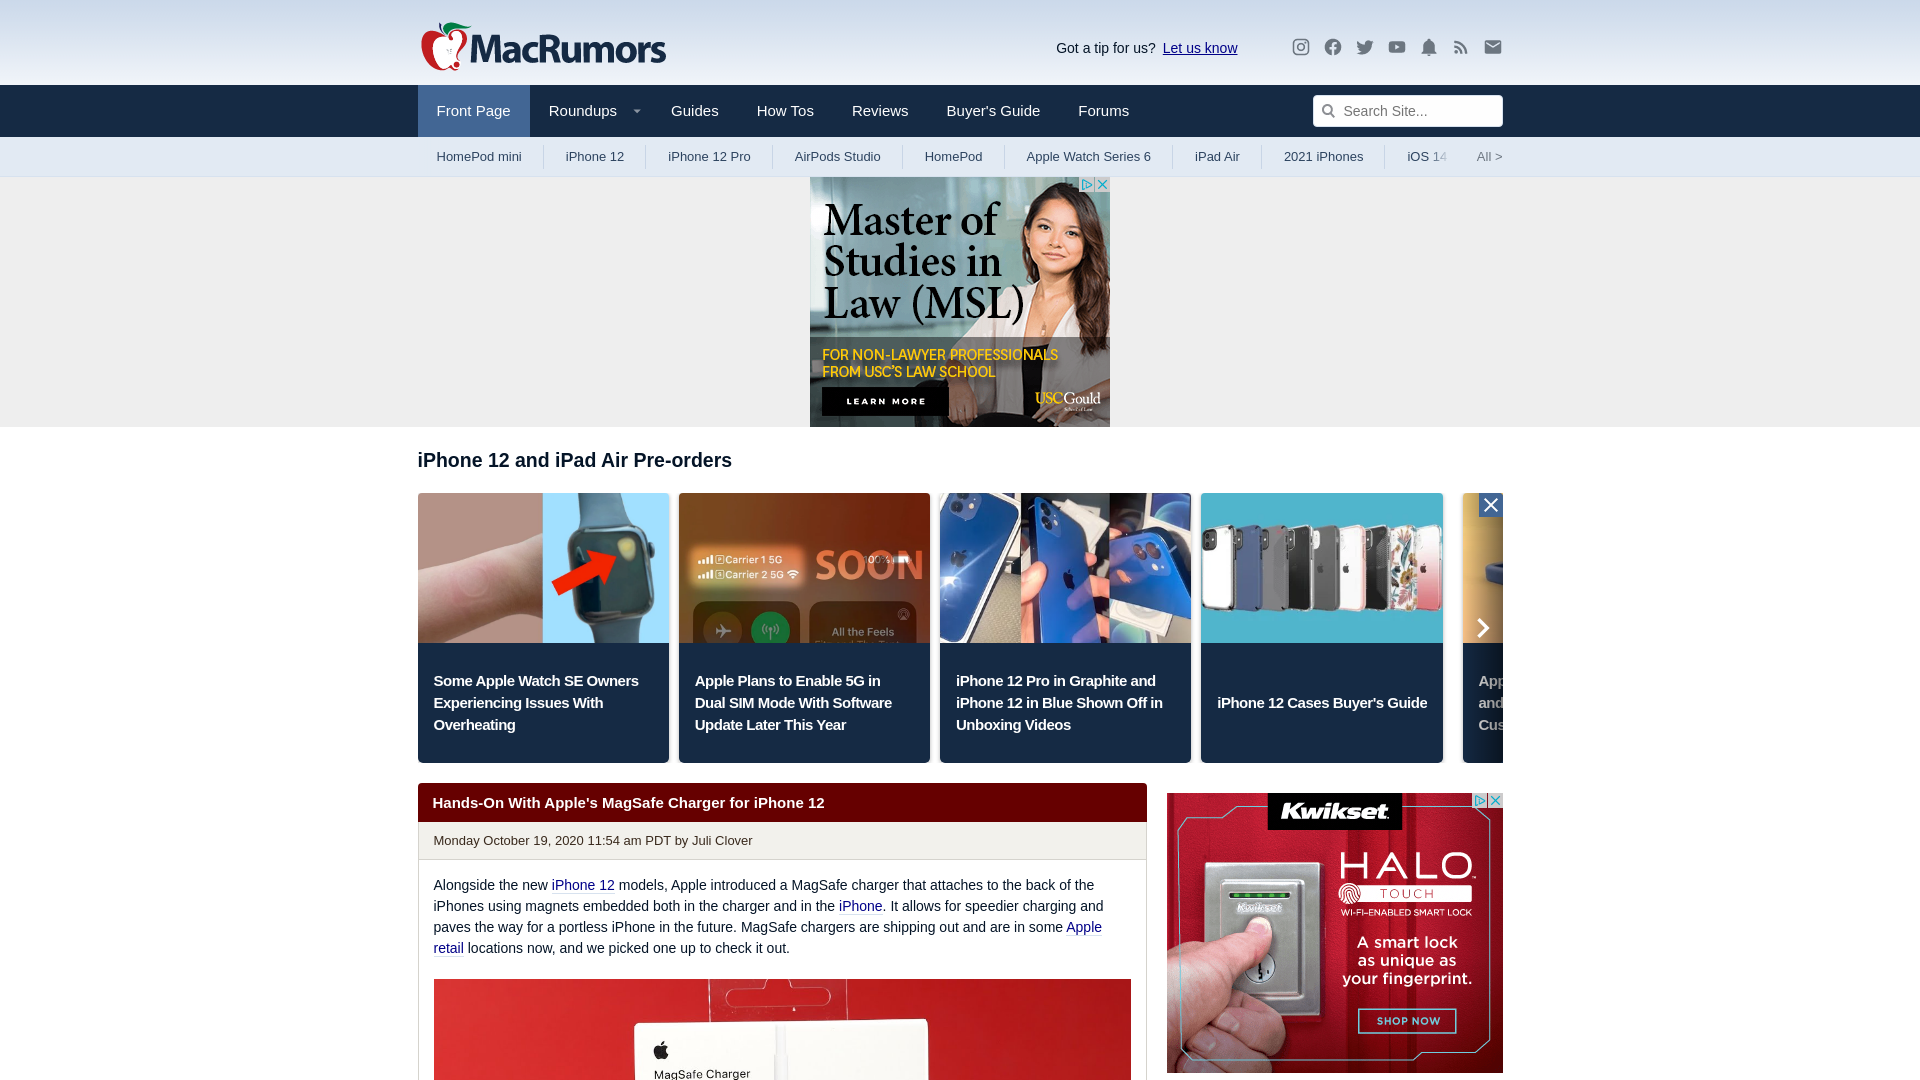 MacRumors
Got a tip for us? Let us know
Front Page
Roundups
Guides
How Tos
Reviews
Buyer's Guide
Forums
Search Site...
HomePod mini
iPhone 12
iPhone 12 Pro
AirPods Studio
HomePod
Apple Watch Series 6
iPad Air
2021 iPhones
iOS 14
All >
Master of
Studies in
Law (MSL)
FOR NON-LAWYER PROFESSIONALS
FROM USC'S LAW SCHOOL
LEARN MORE
USC Gould
School of Law
iPhone 12 and iPad Air Pre-orders
Carrier 1 5G
Carrier 2 5G
SOON
100%
All the Feels
Some Apple Watch SE Owners
Experiencing Issues With
Overheating
Apple Plans to Enable 5G in
Dual SIM Mode With Software
Update Later This Year
iPhone 12 Pro in Graphite and
iPhone 12 in Blue Shown Off in
Unboxing Videos
iPhone 12 Cases Buyer's Guide
App
and
Cus
Hands-On With Apple's MagSafe Charger for iPhone 12
Monday October 19, 2020 11:54 am PDT by Juli Clover
Alongside the new iPhone 12 models, Apple introduced a MagSafe charger that attaches to the back of the
iPhones using magnets embedded both in the charger and in the iPhone. It allows for speedier charging and
paves the way for a portless iPhone in the future. MagSafe chargers are shipping out and are in some Apple
retail locations now, and we picked one up to check it out.
MagSafe Charger
Kwikset
HALO
TOUCH
WI-FI-ENABLED SMART LOCK
Kwikset
A smart lock
as unique as
your fingerprint.
SHOP NOW